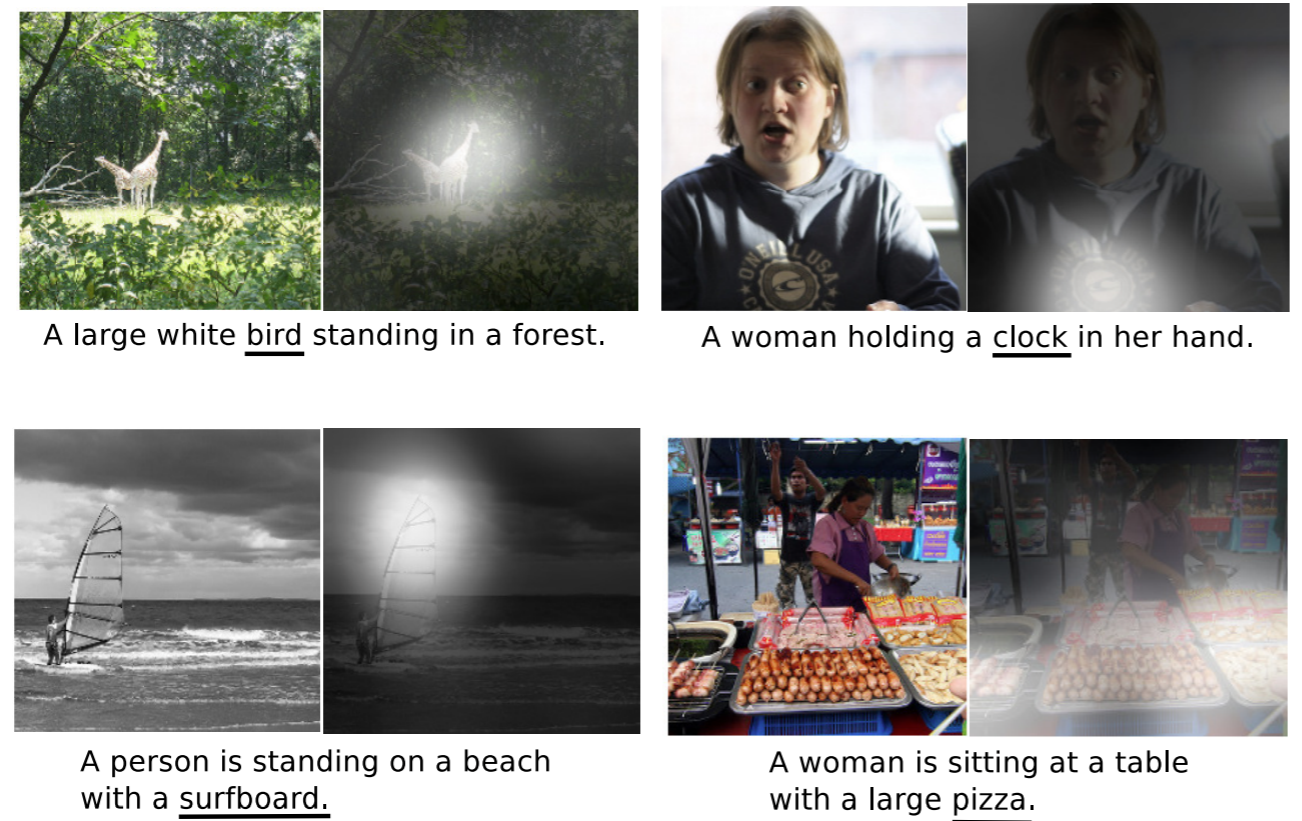 A large white bird standing in a forest.
A woman holding a clock in her hand.
A person is standing on a beach
with a surfboard.
A woman is sitting at a table
with a large pizza.